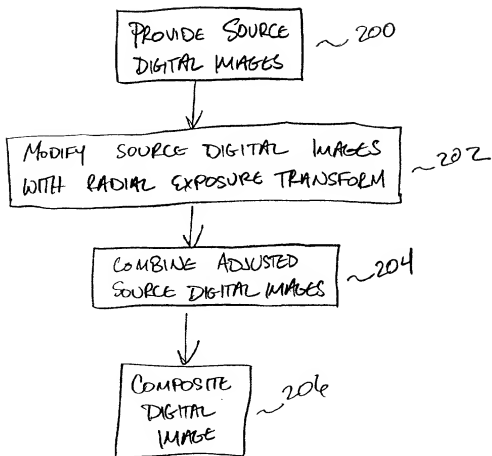 PROVIDE SOURCE
DIGITAL IMAGES
200
MODIFY SOURCE DIGITAL IMAGES
WITH RADIAL EXPOSURE TRANSFORM
202
COMBINE ADJUSTED
SOURCE DIGITAL IMAGES
204
COMPOSITE
DIGITAL
IMAGE
206